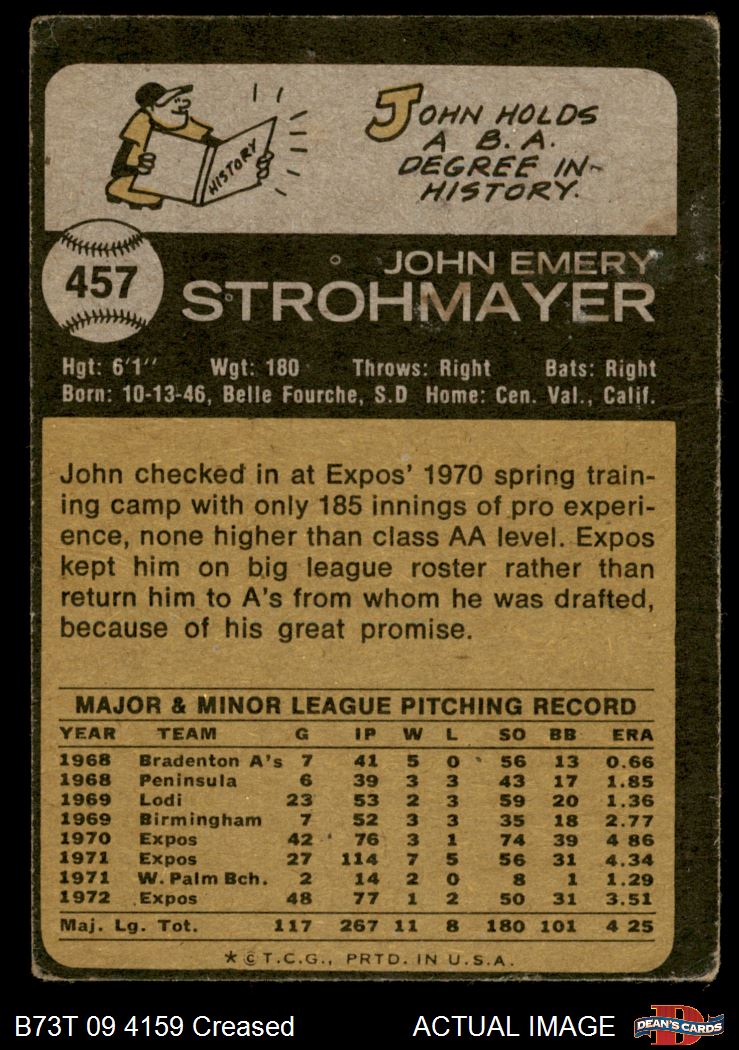 JOHN HOLDS
A B.A.
DEGREE IN
HISTORY.
HISTORY
457
JOHN EMERY
STROHMAYER
Hgt: 6'1'' Wgt: 180 Throws: Right Bats: Right
Born: 10-13-46, Belle Fourche, S.D Home: Cen. Val., Calif.
John checked in at Expos' 1970 spring train-
ing camp with only 185 innings of pro experi-
ence, none higher than class AA level. Expos
kept him on big league roster rather than
return him to A's from whom he was drafted,
because of his great promise.
MAJOR & MINOR LEAGUE PITCHING RECORD
YEAR TEAM G IP W L SO BB ERA
1968 Bradenton A's 7 41 5 0 56 13 0.66
1968 Peninsula 6 39 3 3 43 17 1.85
1969 Lodi 23 53 2 3 59 20 1.36
1969 Birmingham 7 52 3 3 35 18 2.77
1970 Expos 42 76 3 1 74 39 4 86
1971 Expos 27 114 7 5 56 31 4.34
1971 W. Palm Bch. 2 14 2 0 8 1 1.29
1972 Expos 48 77 1 2 50 31 3.51
Maj. Lg. Tot. 117 267 11 8 180 101 4 25
*©T.C.G., PRTD. IN U.S.A.
B73T 09 4159 Creased ACTUAL IMAGE
D
DEAN'S CARDS